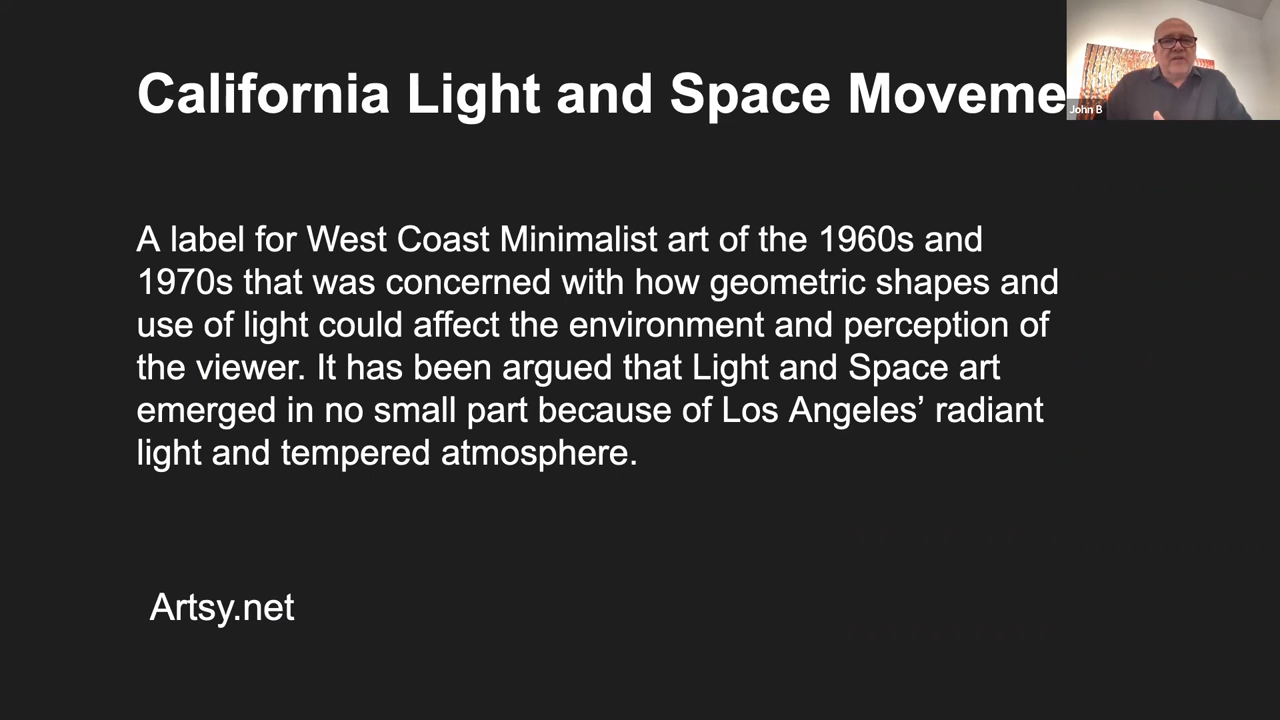 California Light and Space Moveme
John B
A label for West Coast Minimalist art of the 1960s and
1970s that was concerned with how geometric shapes and
use of light could affect the environment and perception of
the viewer. It has been argued that Light and Space art
emerged in no small part because of Los Angeles’ radiant
light and tempered atmosphere.
Artsy.net